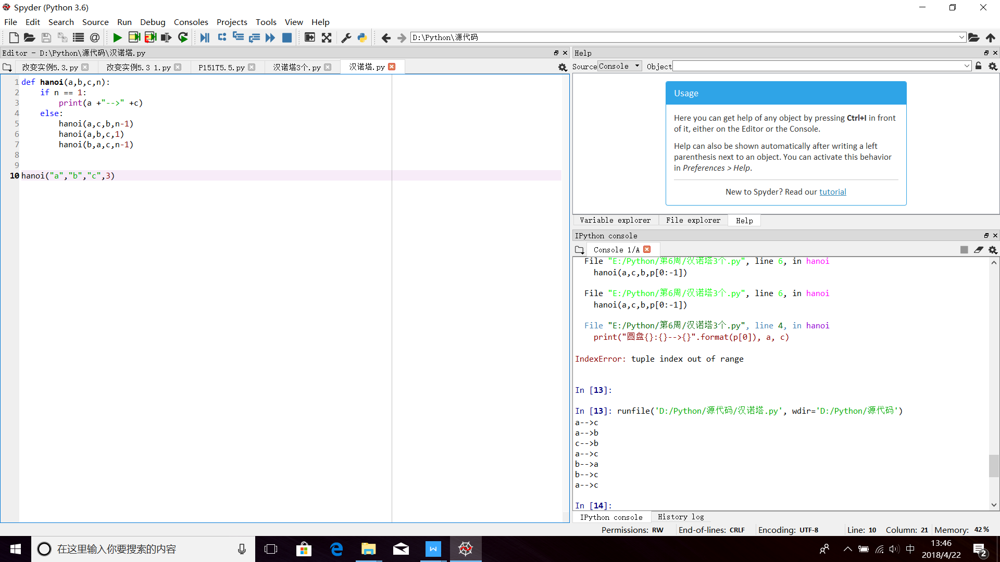 Spyder (Python 3.6)
File Edit Search Source Run Debug Consoles Projects Tools View Help
D:\Python\源代码
Editor - D:\Python\源代码\汉诺塔.py
改变实例5.3.py 改变实例5.3 1.py P151T5.5.py 汉诺塔3个.py 汉诺塔.py
1 def hanoi(a,b,c,n):
2 if n == 1:
3 print(a +"-->" +c)
4 else:
5 hanoi(a,c,b,n-1)
6 hanoi(a,b,c,1)
7 hanoi(b,a,c,n-1)
8
9
10 hanoi("a","b","c",3)
Help
Source Console Object
Usage
Here you can get help of any object by pressing Ctrl+I in front
of it, either on the Editor or the Console.
Help can also be shown automatically after writing a left
parenthesis next to an object. You can activate this behavior
in Preferences > Help.
New to Spyder? Read our tutorial
Variable explorer File explorer Help
IPython console
Console 1/A
File "E:/Python/第6周/汉诺塔3个.py", line 6, in hanoi
hanoi(a,c,b,p[0:-1])
File "E:/Python/第6周/汉诺塔3个.py", line 6, in hanoi
hanoi(a,c,b,p[0:-1])
File "E:/Python/第6周/汉诺塔3个.py", line 4, in hanoi
print("圆盘{}:{}-->{}".format(p[0]), a, c)
IndexError: tuple index out of range
In [13]:
In [13]: runfile('D:/Python/源代码/汉诺塔.py', wdir='D:/Python/源代码')
a-->c
a-->b
c-->b
a-->c
b-->a
b-->c
a-->c
In [14]:
IPython console History log
Permissions: RW End-of-lines: CRLF Encoding: UTF-8 Line: 10 Column: 21 Memory: 42 %
在这里输入你要搜索的内容
中
13:46
2018/4/22
2